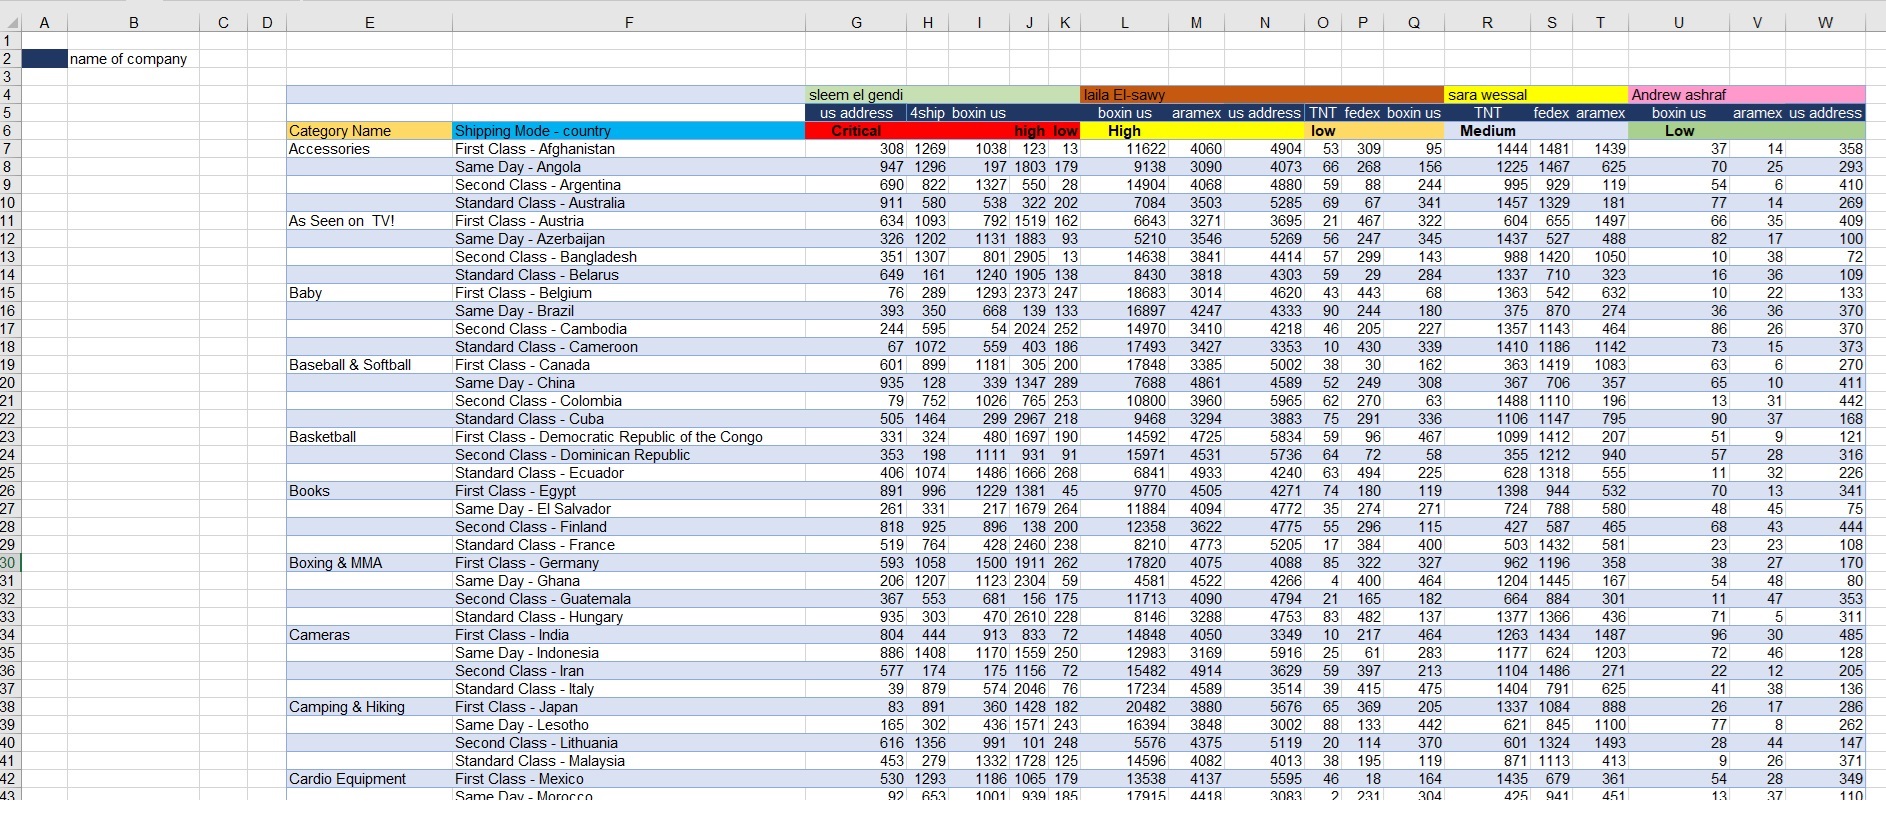 A B C D E F G H I J K L M N O P Q R S T U V W
1
2 name of company
3
4 sleem el gendi laila El-sawy sara wessal Andrew ashraf
5 us address 4ship boxin us boxin us aramex us address TNT fedex boxin us TNT fedex aramex boxin us aramex us address
6 Category Name Shipping Mode - country Critical high low High low Medium Low
7 Accessories First Class - Afghanistan 308 1269 1038 123 13 11622 4060 4904 53 309 95 1444 1481 1439 37 14 358
8 Same Day - Angola 947 1296 197 1803 179 9138 3090 4073 66 268 156 1225 1467 625 70 25 293
9 Second Class - Argentina 690 822 1327 550 28 14904 4068 4880 59 88 244 995 929 119 54 6 410
10 Standard Class - Australia 911 580 538 322 202 7084 3503 5285 69 67 341 1457 1329 181 77 14 269
11 As Seen on  TV! First Class - Austria 634 1093 792 1519 162 6643 3271 3695 21 467 322 604 655 1497 66 35 409
12 Same Day - Azerbaijan 326 1202 1131 1883 93 5210 3546 5269 56 247 345 1437 527 488 82 17 100
13 Second Class - Bangladesh 351 1307 801 2905 13 14638 3841 4414 57 299 143 988 1420 1050 10 38 72
14 Standard Class - Belarus 649 161 1240 1905 138 8430 3818 4303 59 29 284 1337 710 323 16 36 109
15 Baby First Class - Belgium 76 289 1293 2373 247 18683 3014 4620 43 443 68 1363 542 632 10 22 133
16 Same Day - Brazil 393 350 668 139 133 16897 4247 4333 90 244 180 375 870 274 36 36 370
17 Second Class - Cambodia 244 595 54 2024 252 14970 3410 4218 46 205 227 1357 1143 464 86 26 370
18 Standard Class - Cameroon 67 1072 559 403 186 17493 3427 3353 10 430 339 1410 1186 1142 73 15 373
19 Baseball & Softball First Class - Canada 601 899 1181 305 200 17848 3385 5002 38 30 162 363 1419 1083 63 6 270
20 Same Day - China 935 128 339 1347 289 7688 4861 4589 52 249 308 367 706 357 65 10 411
21 Second Class - Colombia 79 752 1026 765 253 10800 3960 5965 62 270 63 1488 1110 196 13 31 442
22 Standard Class - Cuba 505 1464 299 2967 218 9468 3294 3883 75 291 336 1106 1147 795 90 37 168
23 Basketball First Class - Democratic Republic of the Congo 331 324 480 1697 190 14592 4725 5834 59 96 467 1099 1412 207 51 9 121
24 Second Class - Dominican Republic 353 198 1111 931 91 15971 4531 5736 64 72 58 355 1212 940 57 28 316
25 Standard Class - Ecuador 406 1074 1486 1666 268 6841 4933 4240 63 494 225 628 1318 555 11 32 226
26 Books First Class - Egypt 891 996 1229 1381 45 9770 4505 4271 74 180 119 1398 944 532 70 13 341
27 Same Day - El Salvador 261 331 217 1679 264 11884 4094 4772 35 274 271 724 788 580 48 45 75
28 Second Class - Finland 818 925 896 138 200 12358 3622 4775 55 296 115 427 587 465 68 43 444
29 Standard Class - France 519 764 428 2460 238 8210 4773 5205 17 384 400 503 1432 581 23 23 108
30 Boxing & MMA First Class - Germany 593 1058 1500 1911 262 17820 4075 4088 85 322 327 962 1196 358 38 27 170
31 Same Day - Ghana 206 1207 1123 2304 59 4581 4522 4266 4 400 464 1204 1445 167 54 48 80
32 Second Class - Guatemala 367 553 681 156 175 11713 4090 4794 21 165 182 664 884 301 11 47 353
33 Standard Class - Hungary 935 303 470 2610 228 8146 3288 4753 83 482 137 1377 1366 436 71 5 311
34 Cameras First Class - India 804 444 913 833 72 14848 4050 3349 10 217 464 1263 1434 1487 96 30 485
35 Same Day - Indonesia 886 1408 1170 1559 250 12983 3169 5916 25 61 283 1177 624 1203 72 46 128
36 Second Class - Iran 577 174 175 1156 72 15482 4914 3629 59 397 213 1104 1486 271 22 12 205
37 Standard Class - Italy 39 879 574 2046 76 17234 4589 3514 39 415 475 1404 791 625 41 38 136
38 Camping & Hiking First Class - Japan 83 891 360 1428 182 20482 3880 5676 65 369 205 1337 1084 888 26 17 286
39 Same Day - Lesotho 165 302 436 1571 243 16394 3848 3002 88 133 442 621 845 1100 77 8 262
40 Second Class - Lithuania 616 1356 991 101 248 5576 4375 5119 20 114 370 601 1324 1493 28 44 147
41 Standard Class - Malaysia 453 279 1332 1728 125 14596 4082 4013 38 195 119 871 1113 413 9 26 371
42 Cardio Equipment First Class - Mexico 530 1293 1186 1065 179 13538 4137 5595 46 18 164 1435 679 361 54 28 349
43 Same Day - Morocco 92 653 1001 939 185 17915 4418 3083 2 231 304 425 941 451 13 37 110